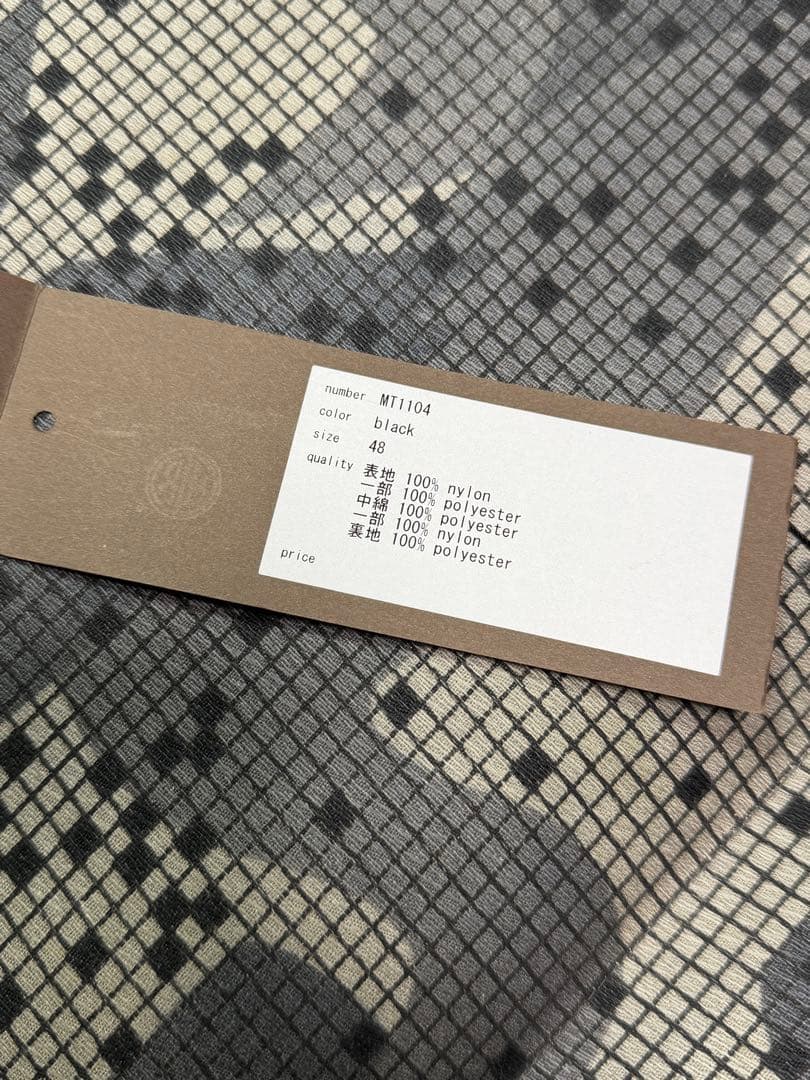 number MT1104
color black
size 48
quality 表地 100% nylon
一部 100% polyester
中綿 100% polyester
一部 100% nylon
裏地 100% polyester
price